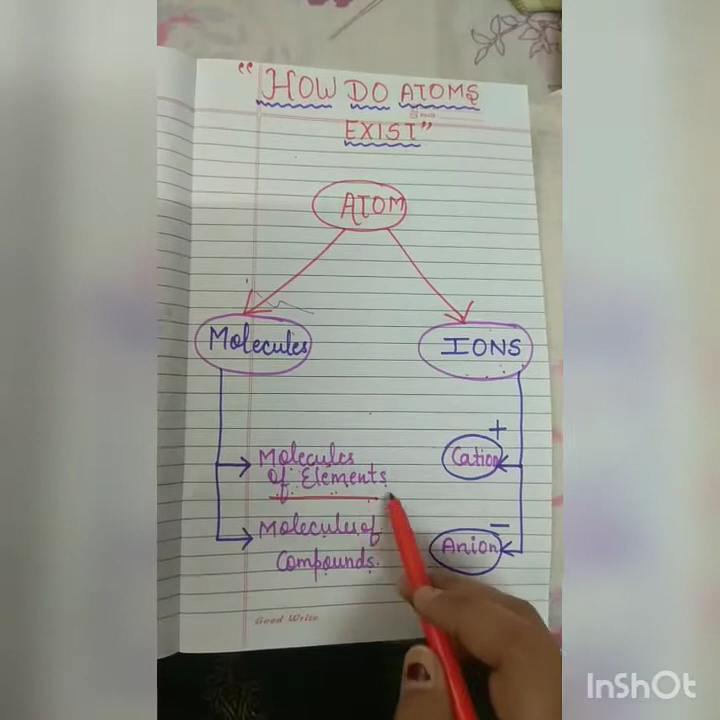 "HOW DO ATOMS
EXIST"
ATOM
Molecules
IONS
+
Molecules
of Elements
Cation
Molecules of
Compounds.
−
Anion
Good Write
InShOt